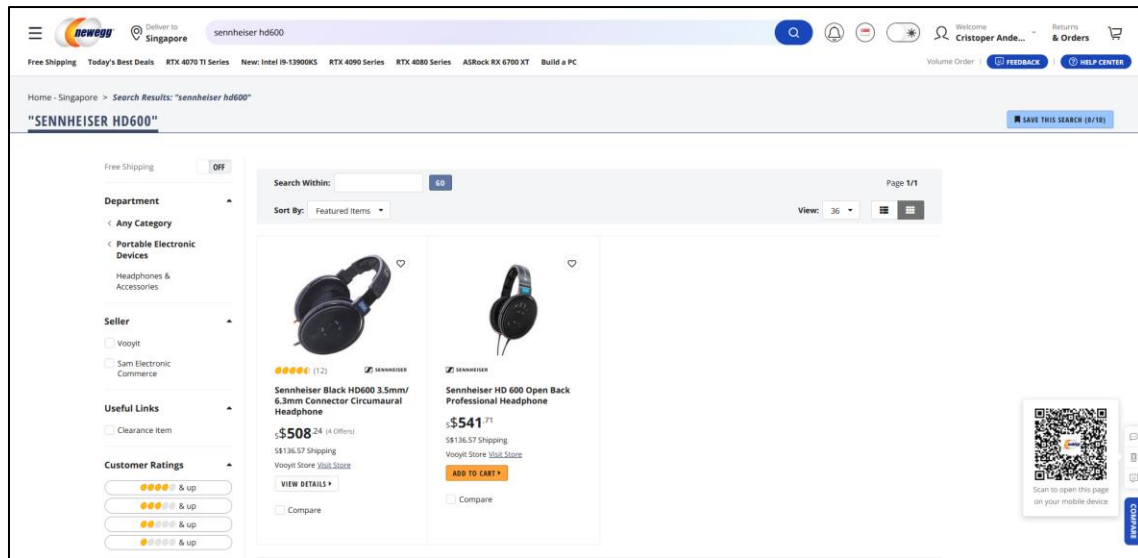 newegg
Deliver to
Singapore
sennheiser hd600
Welcome
Cristoper Ande...
Returns
& Orders
Free Shipping Today's Best Deals RTX 4070 TI Series New: Intel i9-13900KS RTX 4090 Series RTX 4080 Series ASRock RX 6700 XT Build a PC
Volume Order FEEDBACK HELP CENTER
Home - Singapore > Search Results: "sennheiser hd600"
"SENNHEISER HD600"
SAVE THIS SEARCH (0/10)
Free Shipping OFF
Department
< Any Category
< Portable Electronic
Devices
Headphones &
Accessories
Seller
Vooyit
Sam Electronic
Commerce
Useful Links
Clearance Item
Customer Ratings
& up
& up
& up
& up
Search Within: GO
Page 1/1
Sort By: Featured Items
View: 36
(12) SENNHEISER
Sennheiser Black HD600 3.5mm/
6.3mm Connector Circumaural
Headphone
S$508.24 (4 Offers)
S$136.57 Shipping
Vooyit Store Visit Store
VIEW DETAILS
Compare
SENNHEISER
Sennheiser HD 600 Open Back
Professional Headphone
S$541.71
S$136.57 Shipping
Vooyit Store Visit Store
ADD TO CART
Compare
newegg
Scan to open this page
on your mobile device
COMPARE